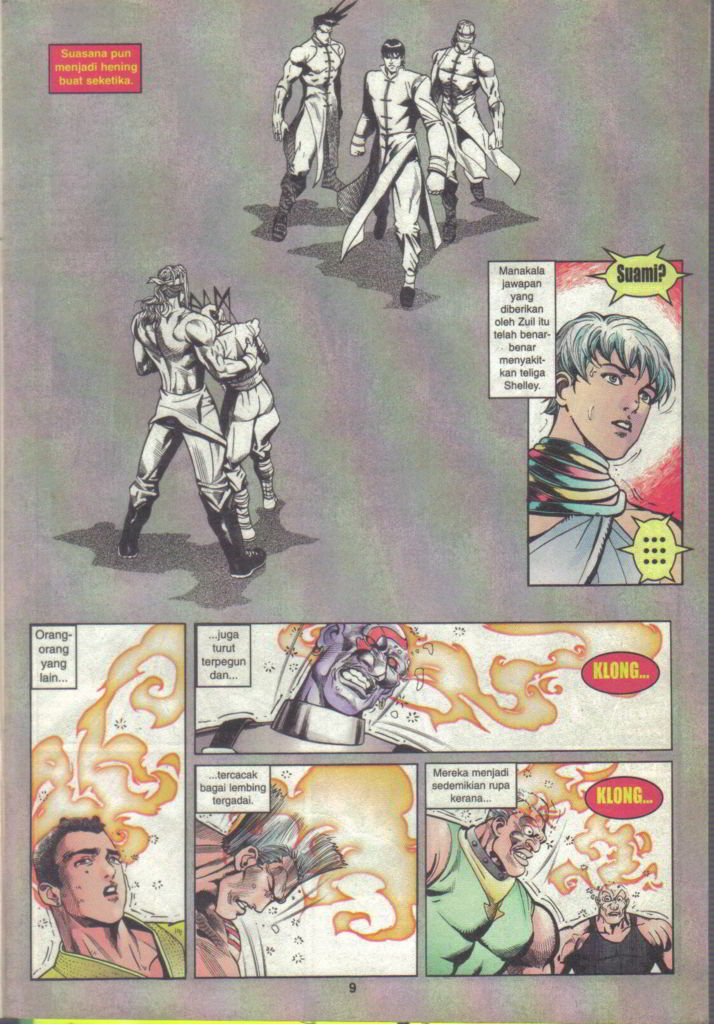 Suasana pun
menjadi hening
buat seketika.
Manakala
jawapan
yang
diberikan
oleh Zuil itu
telah benar-
benar
menyakit-
kan teliga
Shelley.
Suami?
Orang-
orang
yang
lain...
...juga
turut
terpegun
dan...
KLONG...
...tercacak
bagai lembing
tergadai.
Mereka menjadi
sedemikian rupa
kerana...
KLONG...
9